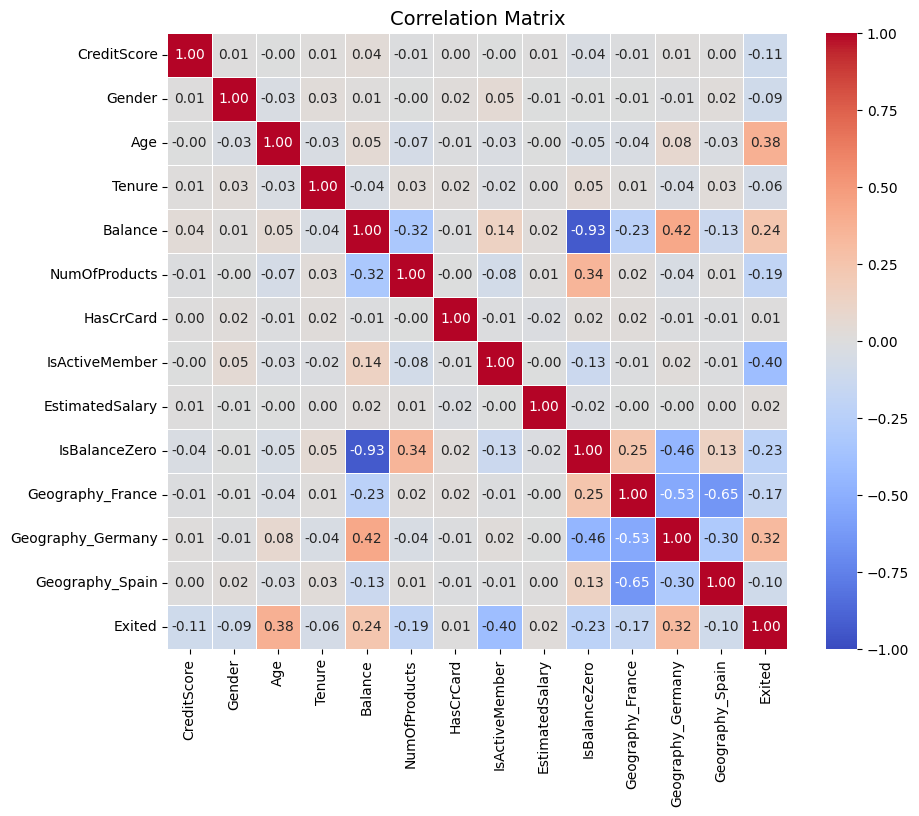 Correlation Matrix
CreditScore 1.00 0.01 -0.00 0.01 0.04 -0.01 0.00 -0.00 0.01 -0.04 -0.01 0.01 0.00 -0.11
Gender 0.01 1.00 -0.03 0.03 0.01 -0.00 0.02 0.05 -0.01 -0.01 -0.01 -0.01 0.02 -0.09
Age -0.00 -0.03 1.00 -0.03 0.05 -0.07 -0.01 -0.03 -0.00 -0.05 -0.04 0.08 -0.03 0.38
Tenure 0.01 0.03 -0.03 1.00 -0.04 0.03 0.02 -0.02 0.00 0.05 0.01 -0.04 0.03 -0.06
Balance 0.04 0.01 0.05 -0.04 1.00 -0.32 -0.01 0.14 0.02 -0.93 -0.23 0.42 -0.13 0.24
NumOfProducts -0.01 -0.00 -0.07 0.03 -0.32 1.00 -0.00 -0.08 0.01 0.34 0.02 -0.04 0.01 -0.19
HasCrCard 0.00 0.02 -0.01 0.02 -0.01 -0.00 1.00 -0.01 -0.02 0.02 0.02 -0.01 -0.01 0.01
IsActiveMember -0.00 0.05 -0.03 -0.02 0.14 -0.08 -0.01 1.00 -0.00 -0.13 -0.01 0.02 -0.01 -0.40
EstimatedSalary 0.01 -0.01 -0.00 0.00 0.02 0.01 -0.02 -0.00 1.00 -0.02 -0.00 -0.00 0.00 0.02
IsBalanceZero -0.04 -0.01 -0.05 0.05 -0.93 0.34 0.02 -0.13 -0.02 1.00 0.25 -0.46 0.13 -0.23
Geography_France -0.01 -0.01 -0.04 0.01 -0.23 0.02 0.02 -0.01 -0.00 0.25 1.00 -0.53 -0.65 -0.17
Geography_Germany 0.01 -0.01 0.08 -0.04 0.42 -0.04 -0.01 0.02 -0.00 -0.46 -0.53 1.00 -0.30 0.32
Geography_Spain 0.00 0.02 -0.03 0.03 -0.13 0.01 -0.01 -0.01 0.00 0.13 -0.65 -0.30 1.00 -0.10
Exited -0.11 -0.09 0.38 -0.06 0.24 -0.19 0.01 -0.40 0.02 -0.23 -0.17 0.32 -0.10 1.00
CreditScore
Gender
Age
Tenure
Balance
NumOfProducts
HasCrCard
IsActiveMember
EstimatedSalary
IsBalanceZero
Geography_France
Geography_Germany
Geography_Spain
Exited
1.00
0.75
0.50
0.25
0.00
−0.25
−0.50
−0.75
−1.00